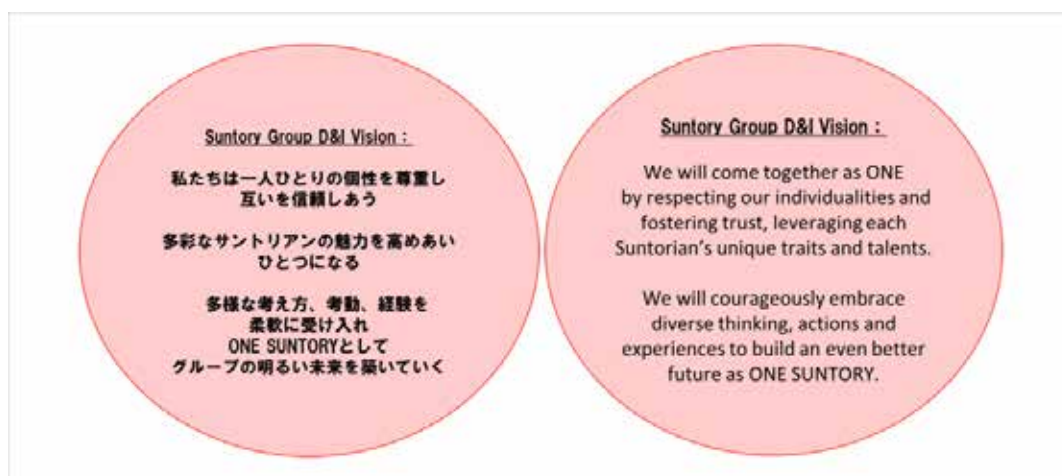 Suntory Group D&I Vision :
私たちは一人ひとりの個性を尊重し
互いを信頼しあう
多彩なサントリアンの魅力を高めあい
ひとつになる
多様な考え方、考動、経験を
柔軟に受け入れ
ONE SUNTORYとして
グループの明るい未来を築いていく
Suntory Group D&I Vision :
We will come together as ONE
by respecting our individualities and
fostering trust, leveraging each
Suntorian's unique traits and talents.
We will courageously embrace
diverse thinking, actions and
experiences to build an even better
future as ONE SUNTORY.